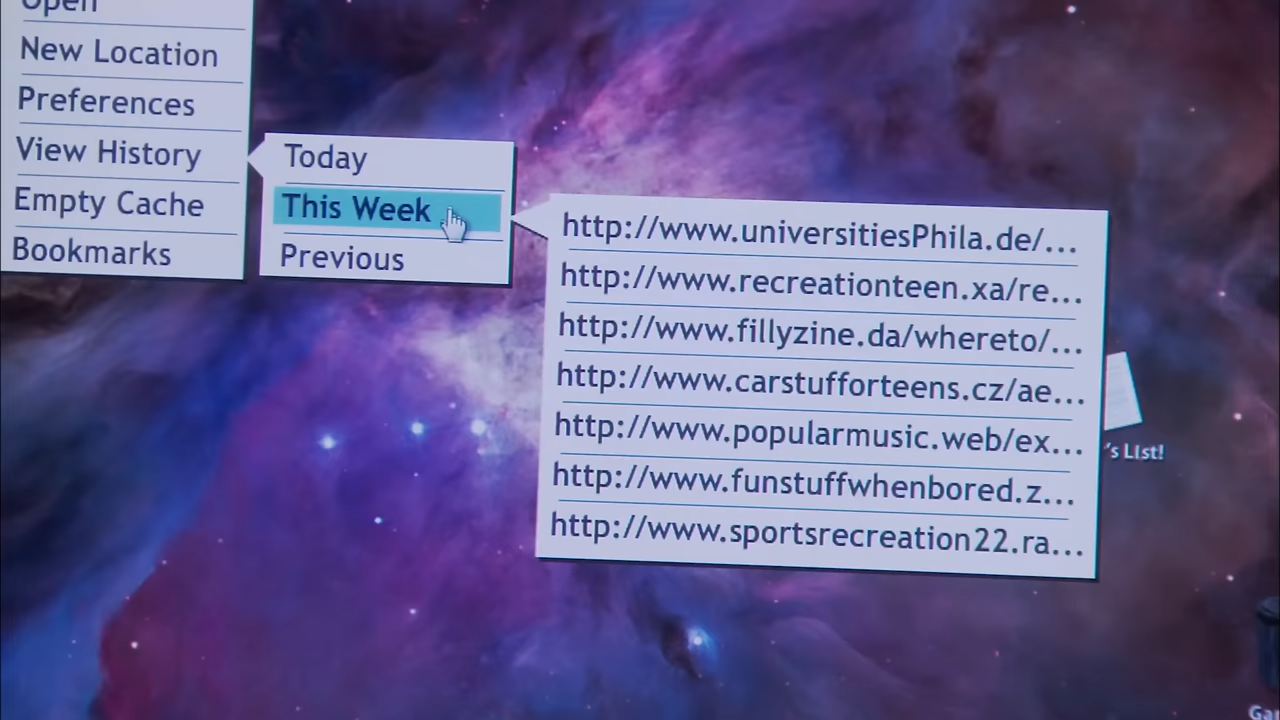 Open
New Location
Preferences
View History
Empty Cache
Bookmarks
Today
This Week
Previous
http://www.universitiesPhila.de/...
http://www.recreationteen.xa/re...
http://www.fillyzine.da/whereto/...
http://www.carstufforteens.cz/ae...
http://www.popularmusic.web/ex...
http://www.funstuffwhenbored.z...
http://www.sportsrecreation22.ra...
's List!